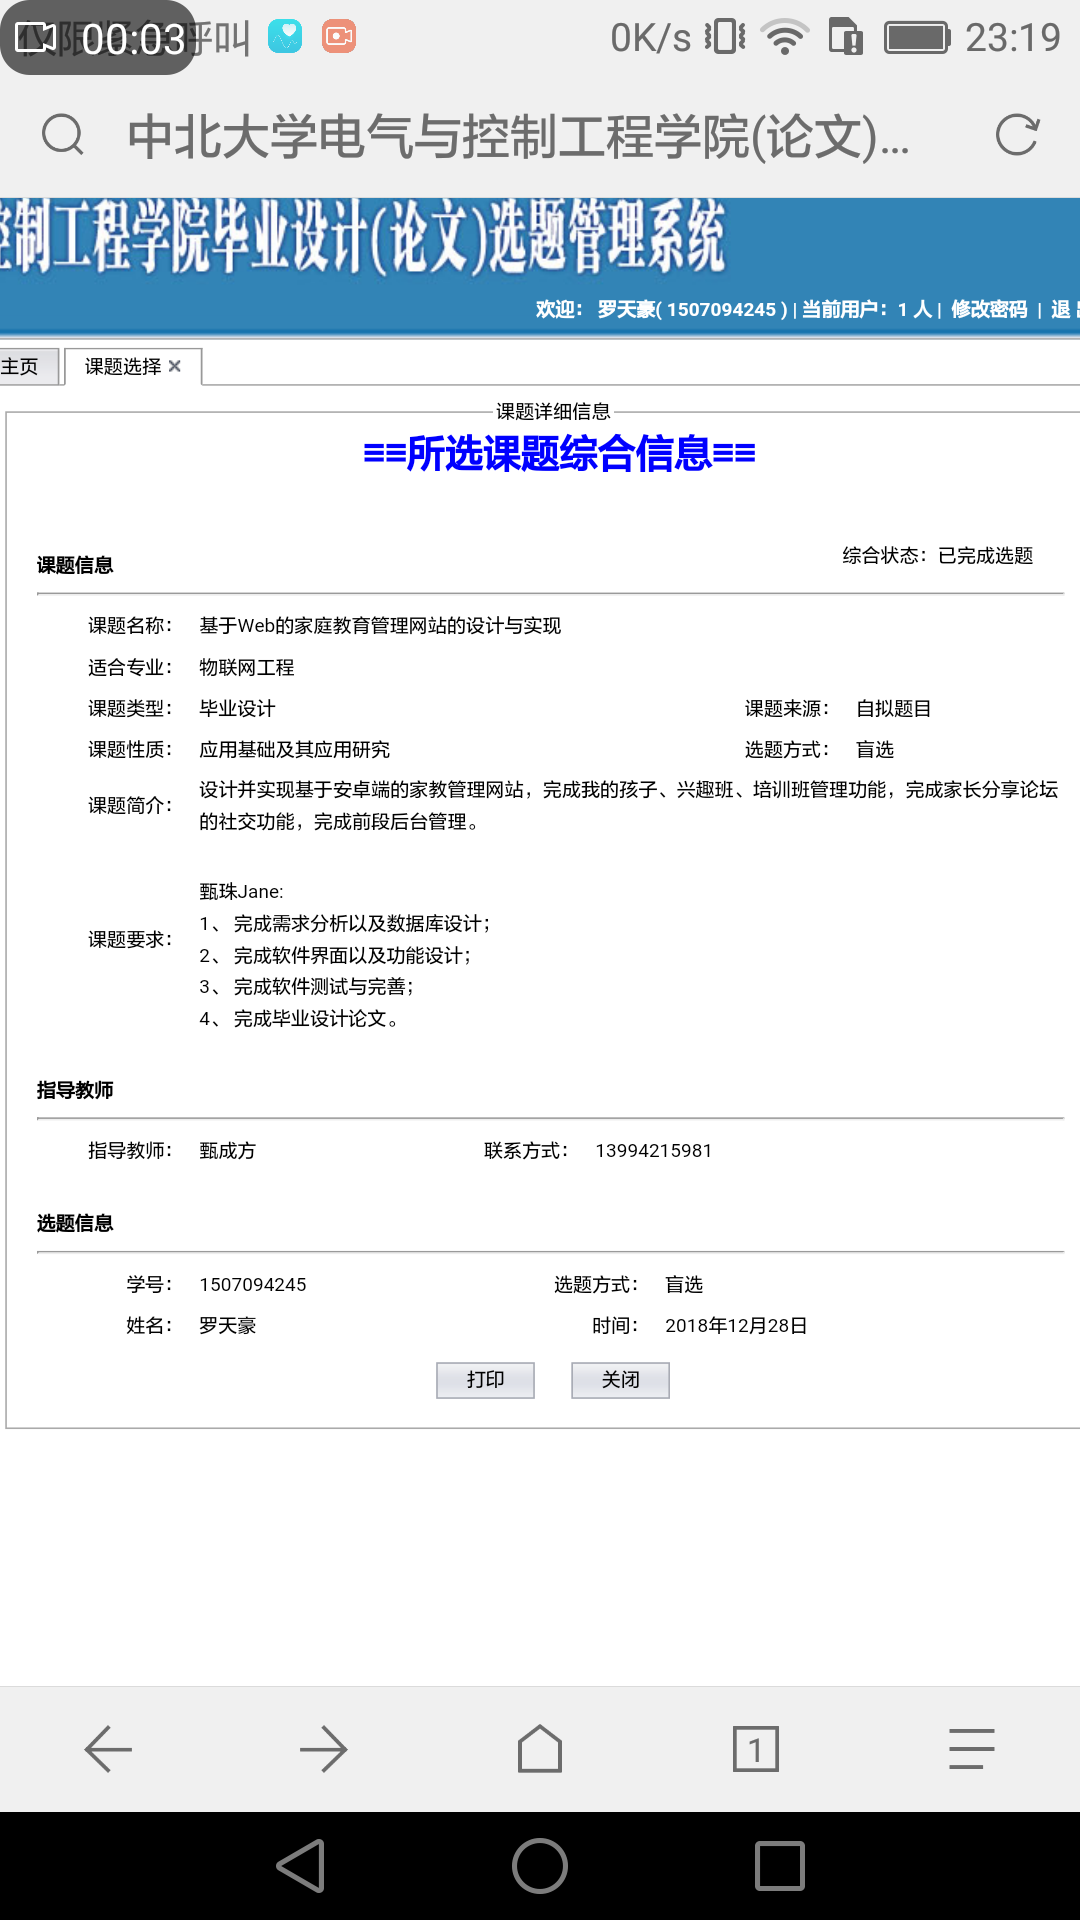 00:03 呼叫 0K/s 23:19
中北大学电气与控制工程学院(论文)...
制工程学院毕业设计(论文)选题管理系统
欢迎： 罗天豪( 1507094245 ) | 当前用户：1 人 | 修改密码 | 退
主页 课题选择 ×
课题详细信息
≡≡所选课题综合信息≡≡
综合状态：已完成选题
课题信息
课题名称： 基于Web的家庭教育管理网站的设计与实现
适合专业： 物联网工程
课题类型： 毕业设计 课题来源： 自拟题目
课题性质： 应用基础及其应用研究 选题方式： 盲选
课题简介： 设计并实现基于安卓端的家教管理网站，完成我的孩子、兴趣班、培训班管理功能，完成家长分享论坛
的社交功能，完成前段后台管理。
甄珠Jane:
课题要求： 1、 完成需求分析以及数据库设计；
2、 完成软件界面以及功能设计；
3、 完成软件测试与完善；
4、 完成毕业设计论文。
指导教师
指导教师： 甄成方 联系方式： 13994215981
选题信息
学号： 1507094245 选题方式： 盲选
姓名： 罗天豪 时间： 2018年12月28日
打印 关闭
1